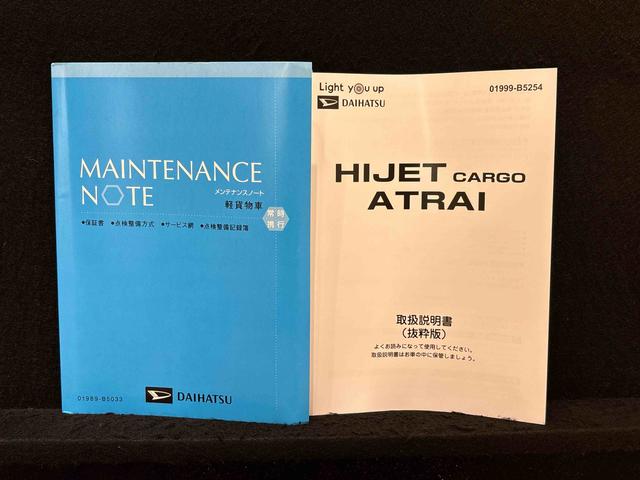 MAINTENANCE
NOTE
メンテナンスノート
軽貨物車
常時
携行
●保証書 ●点検整備方式 ●サービス網 ●点検整備記録簿
01989-B5033
DAIHATSU
Light you up
DAIHATSU
01999-B5254
HIJET CARGO
ATRAI
取扱説明書
(抜粋版)
よくお読みになって使用してください。
取扱説明書はお車の中に保管しましょう。